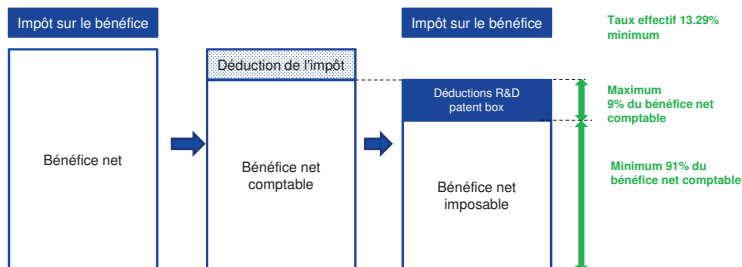 Impôt sur le bénéfice
Impôt sur le bénéfice
Taux effectif 13.29%
minimum
Déduction de l'impôt
Déductions R&D
patent box
Maximum
9% du bénéfice net
comptable
Bénéfice net
Bénéfice net
comptable
Bénéfice net
imposable
Minimum 91% du
bénéfice net comptable